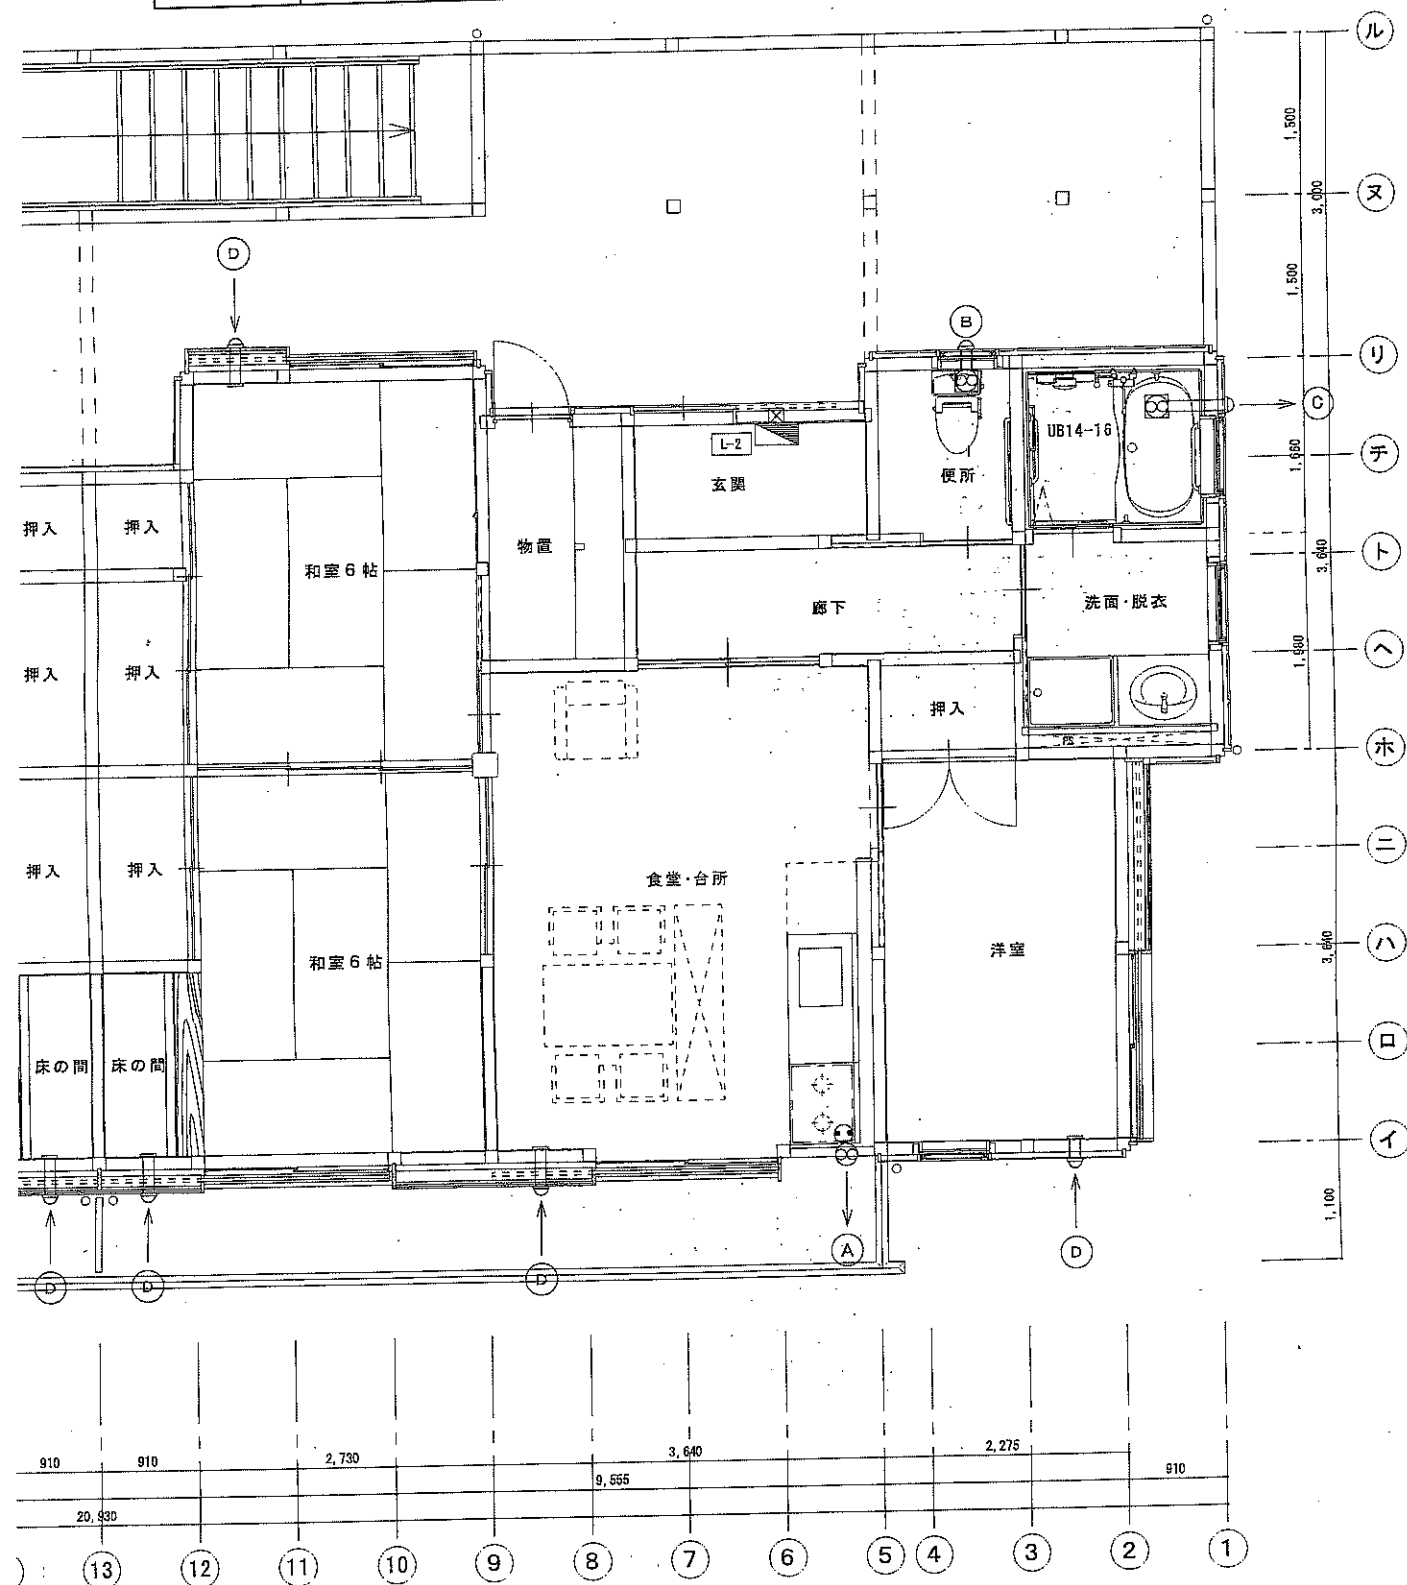 ル
1,500
ヌ
3,000
D
1,500
B
リ
C
UB14-16
L-2
1,660
チ
玄関
便所
押入
押入
物置
ト
和室6帖
3,640
廊下
洗面・脱衣
ヘ
1,980
押入
押入
押入
ホ
ニ
押入
押入
食堂・台所
ハ
洋室
3,640
和室6帖
ロ
床の間
床の間
イ
1,100
A
D
D
D
D
910
910
2,730
3,640
2,275
910
9,555
20,930
13
12
11
10
9
8
7
6
5
4
3
2
1